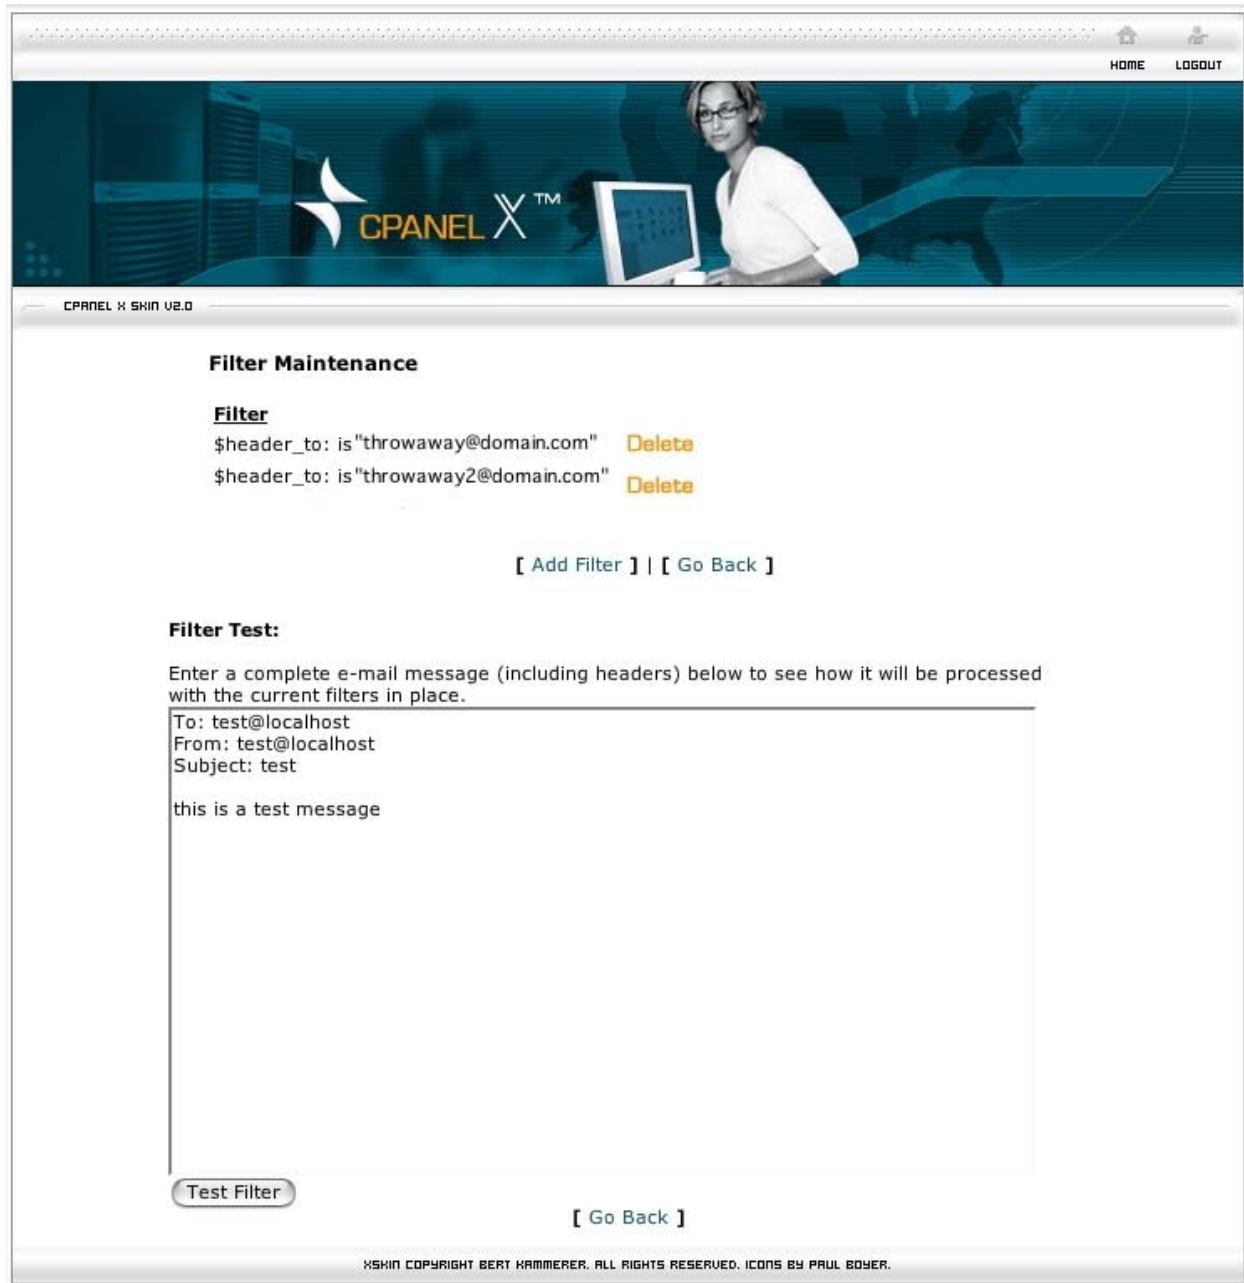 HOME LOGOUT
CPANEL X ™
CPANEL X SKIN V2.0
Filter Maintenance
Filter
$header_to: is"throwaway@domain.com" Delete
$header_to: is"throwaway2@domain.com" Delete
[ Add Filter ] | [ Go Back ]
Filter Test:
Enter a complete e-mail message (including headers) below to see how it will be processed
with the current filters in place.
To: test@localhost
From: test@localhost
Subject: test
this is a test message
Test Filter
[ Go Back ]
XSKIN COPYRIGHT BERT KAMMERER. ALL RIGHTS RESERVED. ICONS BY PAUL BOYER.